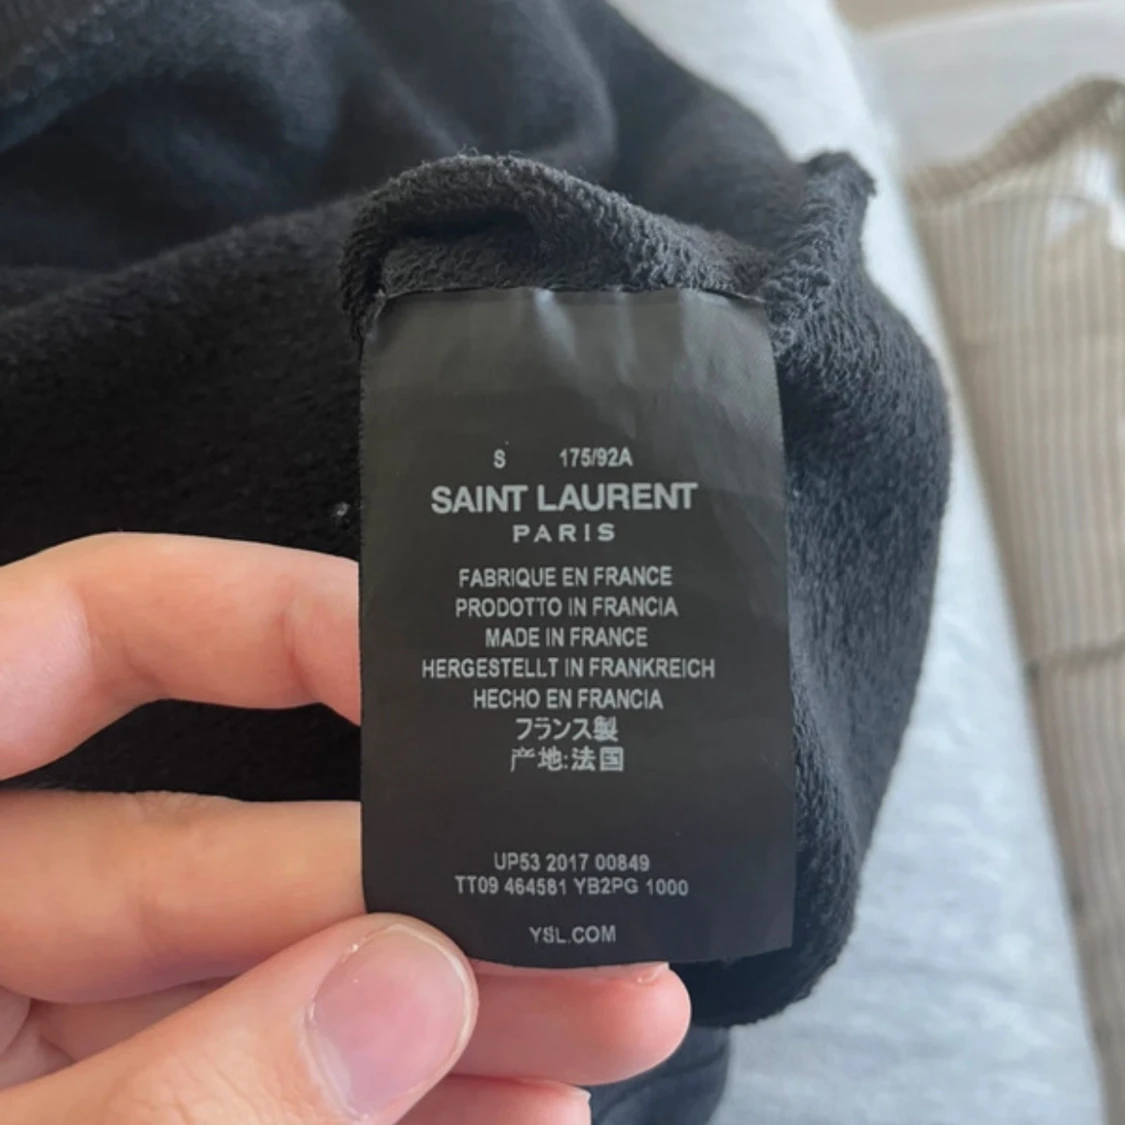 S 175/92A
SAINT LAURENT
PARIS
FABRIQUE EN FRANCE
PRODOTTO IN FRANCIA
MADE IN FRANCE
HERGESTELLT IN FRANKREICH
HECHO EN FRANCIA
フランス製
产地:法国
UP53 2017 00849
TT09 464581 YB2PG 1000
YSL.COM